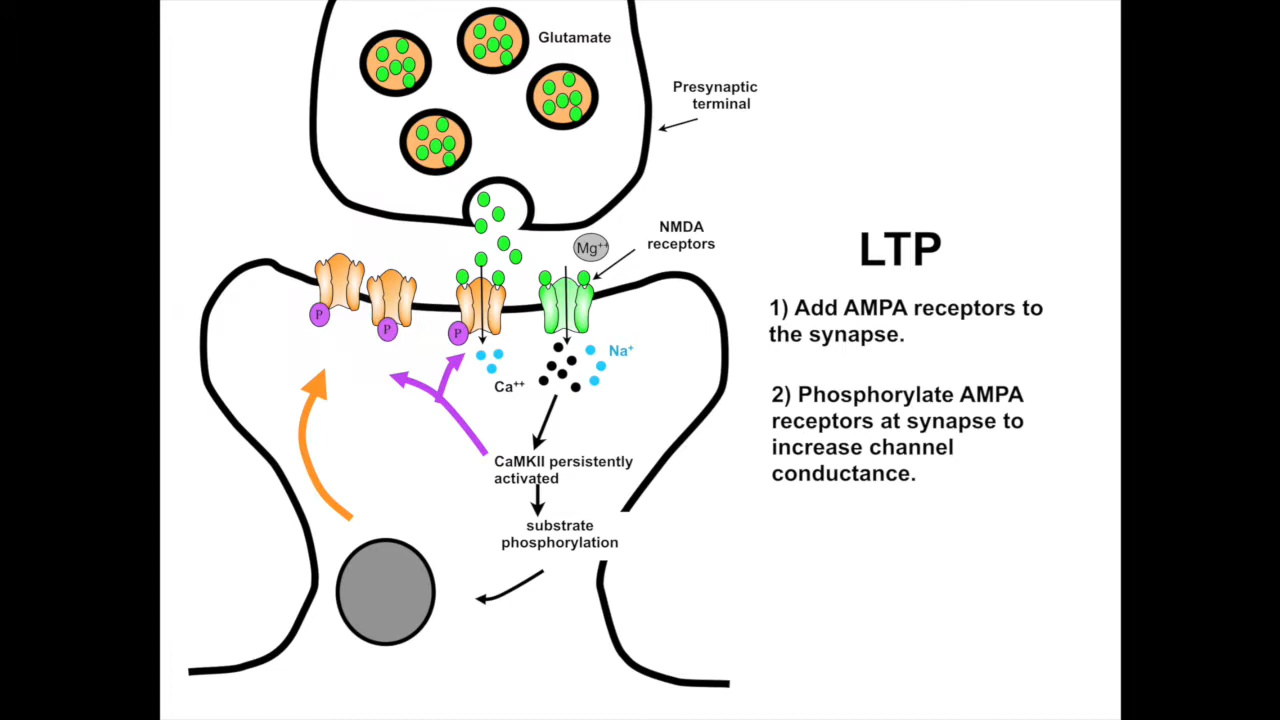 Glutamate
Presynaptic
terminal
NMDA
receptors
Mg⁺⁺
P
P
P
Na⁺
Ca⁺⁺
CaMKII persistently
activated
substrate
phosphorylation
LTP
1) Add AMPA receptors to
the synapse.
2) Phosphorylate AMPA
receptors at synapse to
increase channel
conductance.